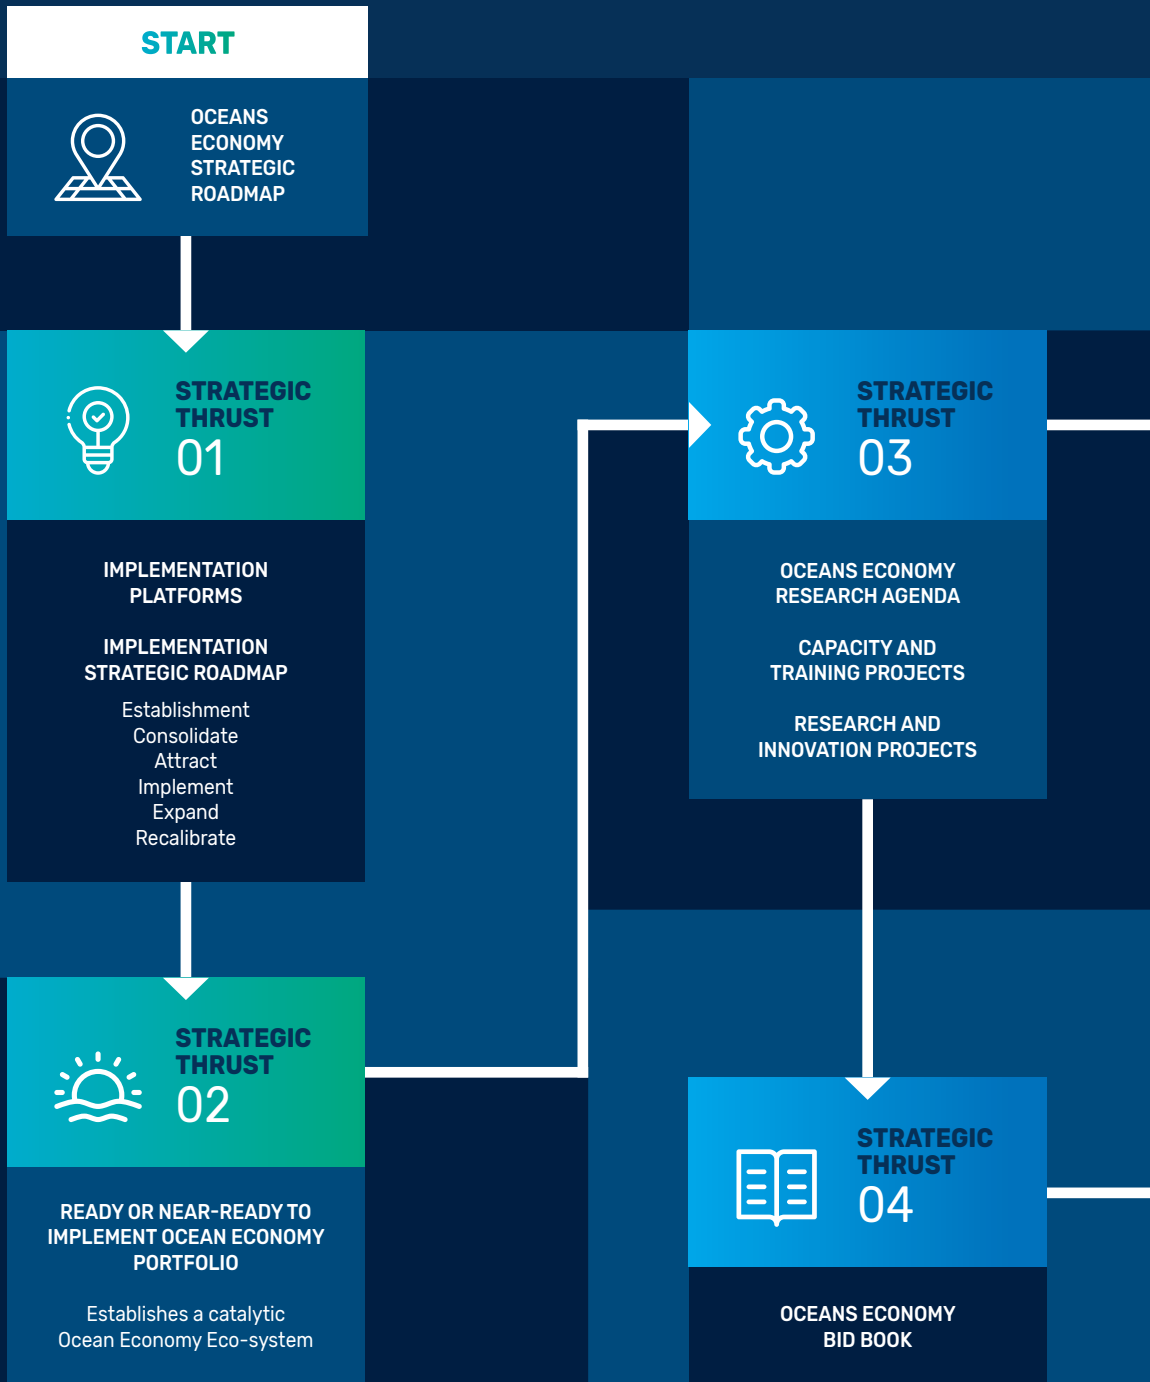 START
OCEANS
ECONOMY
STRATEGIC
ROADMAP
STRATEGIC
THRUST
01
IMPLEMENTATION
PLATFORMS
IMPLEMENTATION
STRATEGIC ROADMAP
Establishment
Consolidate
Attract
Implement
Expand
Recalibrate
STRATEGIC
THRUST
02
READY OR NEAR-READY TO
IMPLEMENT OCEAN ECONOMY
PORTFOLIO
Establishes a catalytic
Ocean Economy Eco-system
STRATEGIC
THRUST
03
OCEANS ECONOMY
RESEARCH AGENDA
CAPACITY AND
TRAINING PROJECTS
RESEARCH AND
INNOVATION PROJECTS
STRATEGIC
THRUST
04
OCEANS ECONOMY
BID BOOK